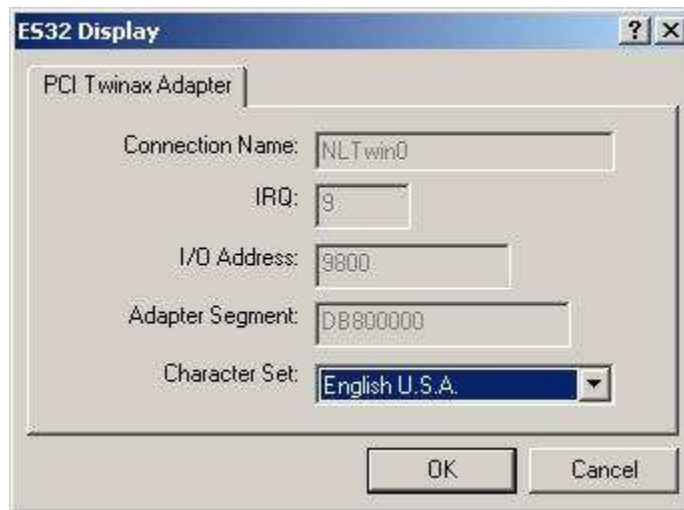 ES32 Display
PCI Twinax Adapter
Connection Name: NLTwin0
IRQ: 9
I/O Address: 9800
Adapter Segment: DB800000
Character Set: English U.S.A.
OK Cancel